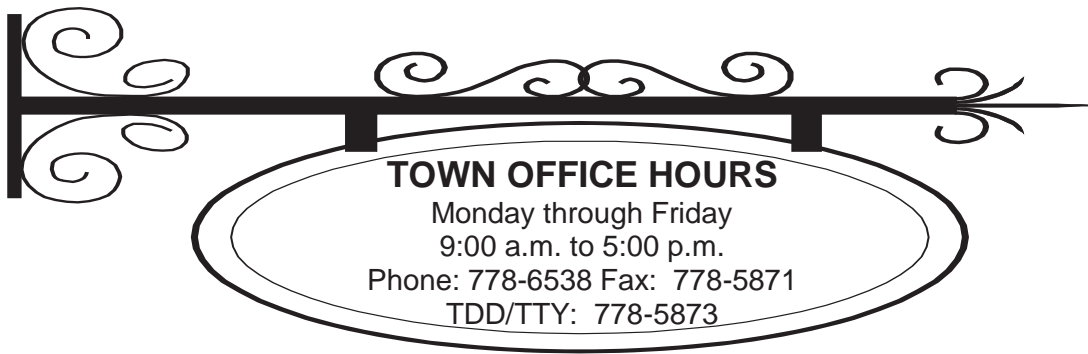 TOWN OFFICE HOURS
Monday through Friday
9:00 a.m. to 5:00 p.m.
Phone: 778-6538 Fax:  778-5871
TDD/TTY:  778-5873